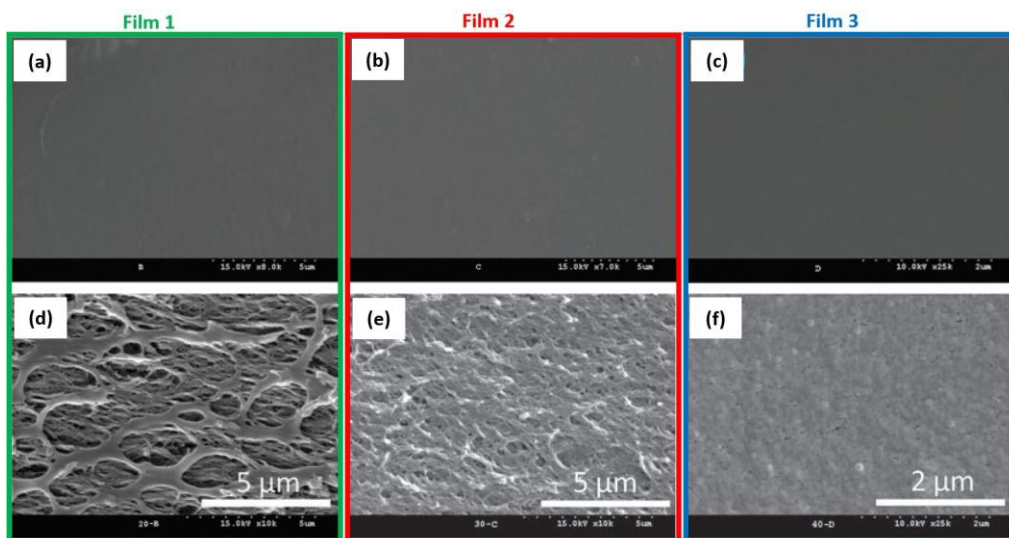 Film 1
Film 2
Film 3
(a)
(b)
(c)
B 15.0kV x8.0k 5um
C 15.0kV x7.0k 5um
D 10.0kV x25k 2um
(d)
(e)
(f)
5 μm
5 μm
2 μm
20-B 15.0kV x10k 5um
30-C 15.0kV x10k 5um
40-D 10.0kV x25k 2um